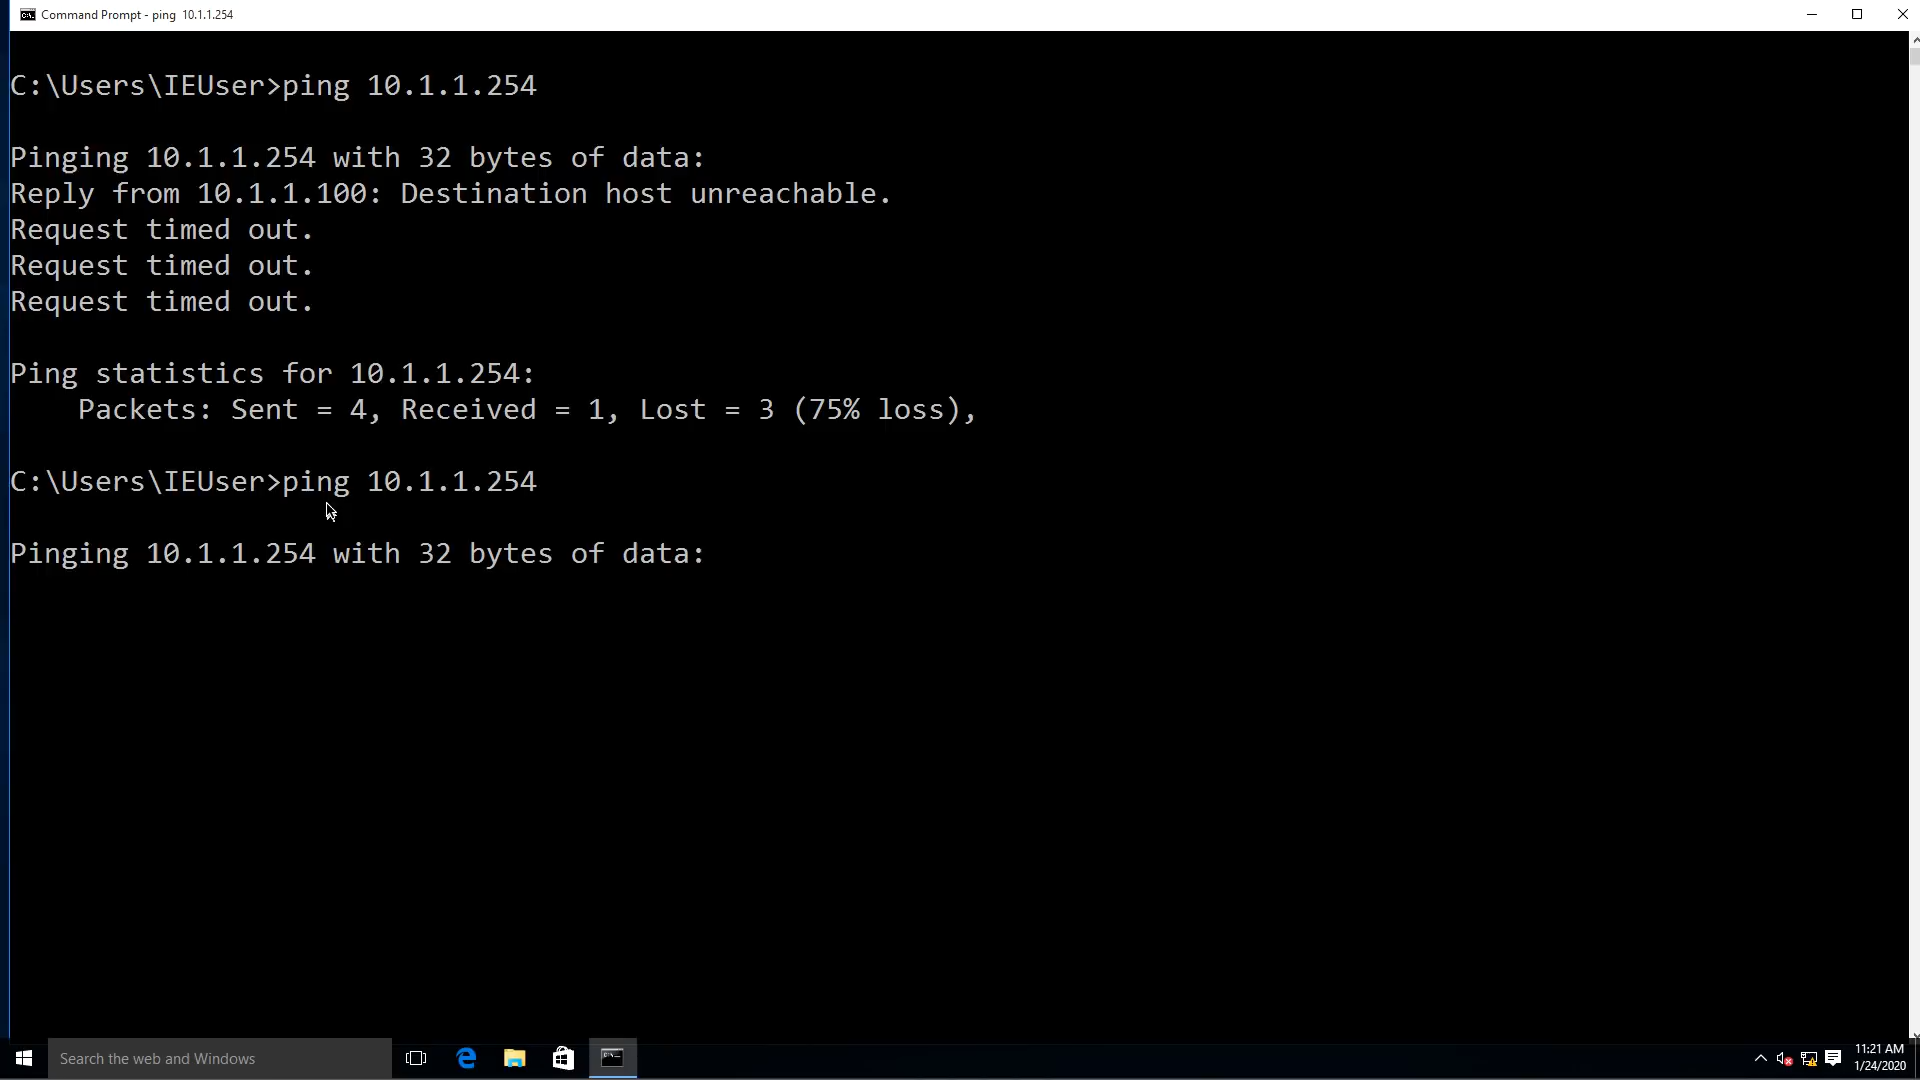 Command Prompt - ping  10.1.1.254
C:\Users\IEUser>ping 10.1.1.254
Pinging 10.1.1.254 with 32 bytes of data:
Reply from 10.1.1.100: Destination host unreachable.
Request timed out.
Request timed out.
Request timed out.
Ping statistics for 10.1.1.254:
    Packets: Sent = 4, Received = 1, Lost = 3 (75% loss),
C:\Users\IEUser>ping 10.1.1.254
Pinging 10.1.1.254 with 32 bytes of data:
Search the web and Windows
11:21 AM
1/24/2020